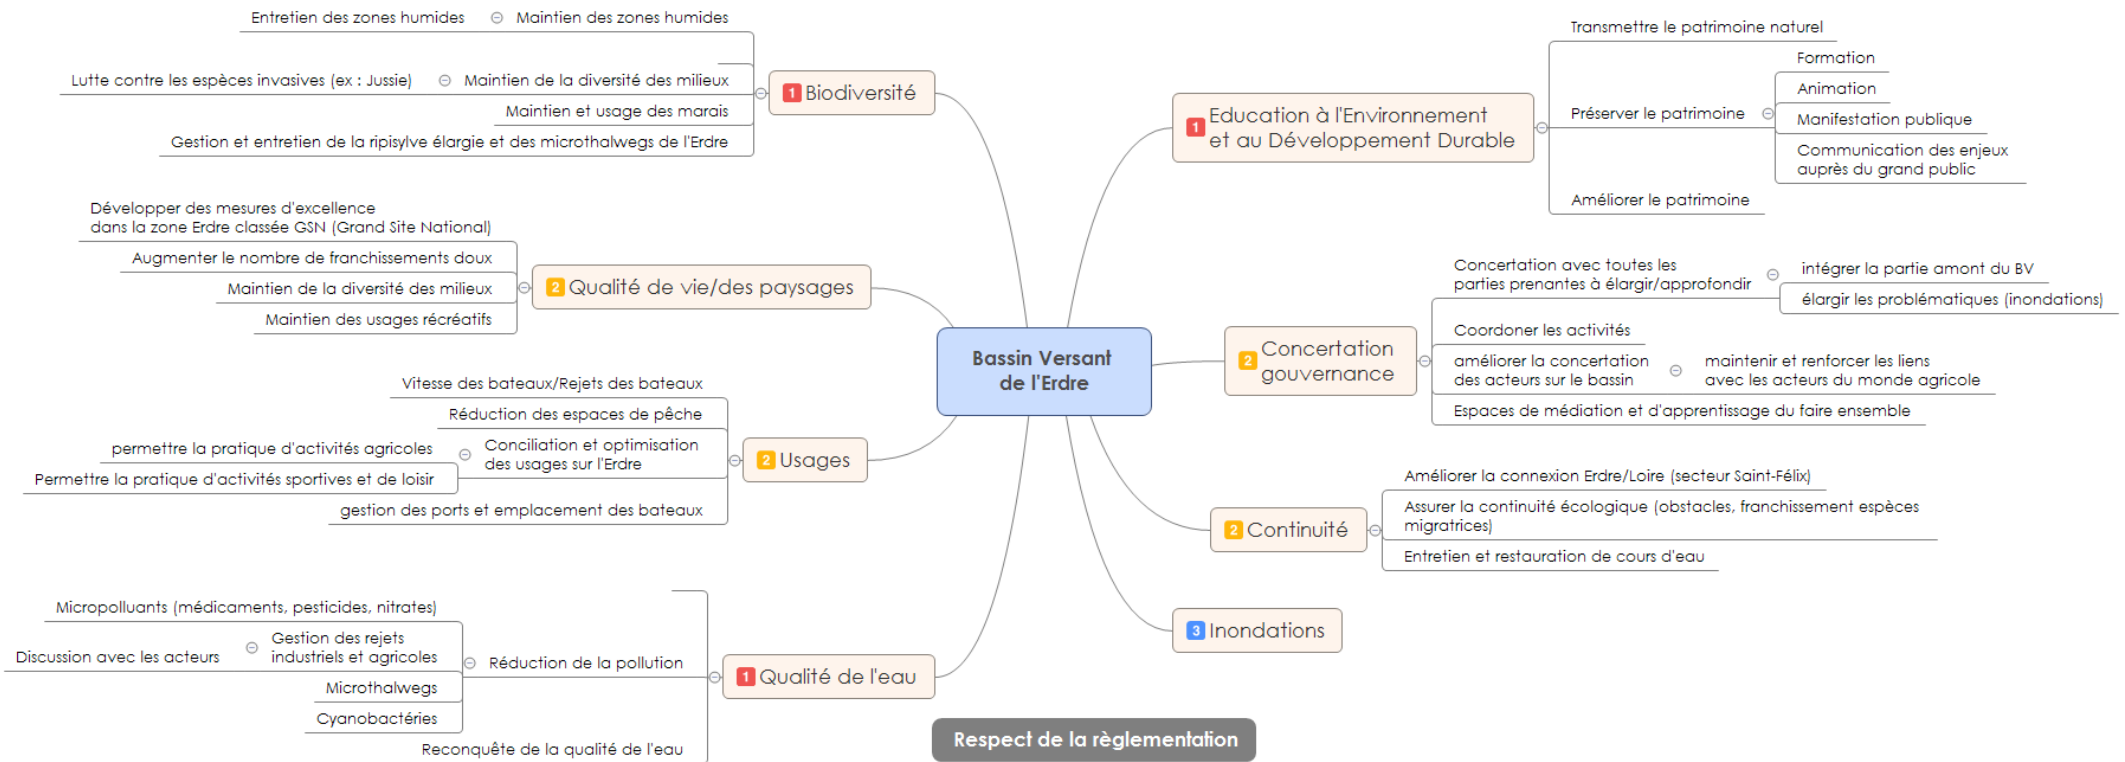 Bassin Versant
de l'Erdre
1 Biodiversité
Maintien des zones humides
Entretien des zones humides
Maintien de la diversité des milieux
Lutte contre les espèces invasives (ex : Jussie)
Maintien et usage des marais
Gestion et entretien de la ripisylve élargie et des microthalwegs de l'Erdre
2 Qualité de vie/des paysages
Développer des mesures d'excellence
dans la zone Erdre classée GSN (Grand Site National)
Augmenter le nombre de franchissements doux
Maintien de la diversité des milieux
Maintien des usages récréatifs
2 Usages
Vitesse des bateaux/Rejets des bateaux
Réduction des espaces de pêche
Conciliation et optimisation
des usages sur l'Erdre
permettre la pratique d'activités agricoles
Permettre la pratique d'activités sportives et de loisir
gestion des ports et emplacement des bateaux
1 Qualité de l'eau
Réduction de la pollution
Micropolluants (médicaments, pesticides, nitrates)
Gestion des rejets
industriels et agricoles
Discussion avec les acteurs
Microthalwegs
Cyanobactéries
Reconquête de la qualité de l'eau
1 Education à l'Environnement
et au Développement Durable
Transmettre le patrimoine naturel
Préserver le patrimoine
Formation
Animation
Manifestation publique
Communication des enjeux
auprès du grand public
Améliorer le patrimoine
2 Concertation
gouvernance
Concertation avec toutes les
parties prenantes à élargir/approfondir
intégrer la partie amont du BV
élargir les problématiques (inondations)
Coordoner les activités
améliorer la concertation
des acteurs sur le bassin
maintenir et renforcer les liens
avec les acteurs du monde agricole
Espaces de médiation et d'apprentissage du faire ensemble
2 Continuité
Améliorer la connexion Erdre/Loire (secteur Saint-Félix)
Assurer la continuité écologique (obstacles, franchissement espèces
migratrices)
Entretien et restauration de cours d'eau
3 Inondations
Respect de la règlementation